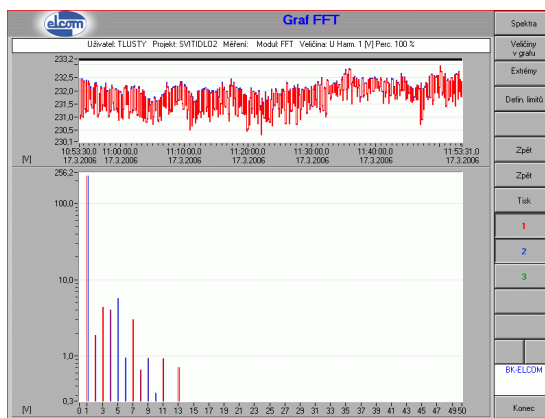 elcom
Graf FFT
Uživatel: TLUSTY Projekt: SVITIDLO2 Měření: Modul: FFT Veličina: U Harm. 1 [V] Perc. 100 %
233,2
232,5
232,0
231,5
231,0
230,5
230,1
[V]
10:53:30,0 11:00:00,0 11:10:00,0 11:20:00,0 11:30:00,0 11:40:00,0 11:53:31,0
17.3.2006 17.3.2006 17.3.2006 17.3.2006 17.3.2006 17.3.2006 17.3.2006
256,2
100,0
10,0
1,0
0,3
[V]
0 1 3 5 7 9 11 13 15 17 19 21 23 25 27 29 31 33 35 37 39 41 43 45 47 49 50
Spektra
Veličiny
v grafu
Extrémy
Defin. limitů
Zpět
Zpět
Tisk
1
2
3
BK-ELCOM
Konec